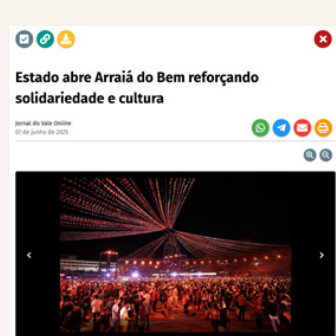 Estado abre Arraiá do Bem reforçando
solidariedade e cultura
Jornal do Vale Online
07 de junho de 2025